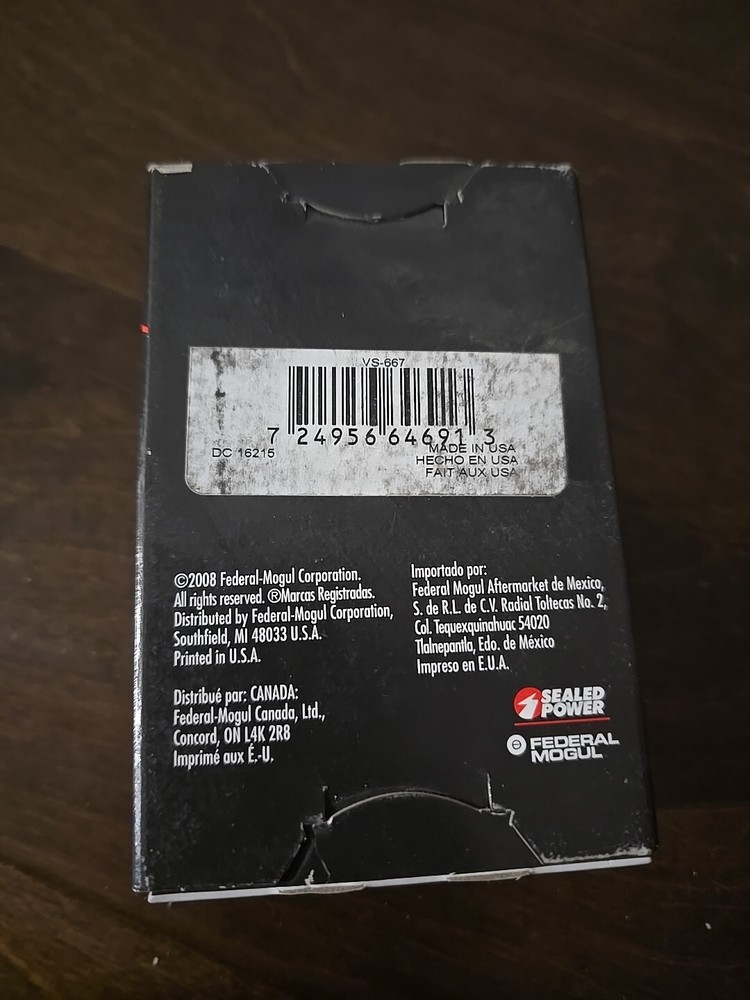 VS-667
7 24956 64691 3
DC 16215
MADE IN USA
HECHO EN USA
FAIT AUX USA
©2008 Federal-Mogul Corporation.
All rights reserved. ®Marcas Registradas.
Distributed by Federal-Mogul Corporation,
Southfield, MI 48033 U.S.A.
Printed in U.S.A.
Distribué par: CANADA:
Federal-Mogul Canada, Ltd.,
Concord, ON L4K 2R8
Imprimé aux É.-U.
Importado por:
Federal Mogul Aftermarket de Mexico,
S. de R.L. de C.V. Radial Toltecas No. 2,
Col. Tequexquinahuac 54020
Tlalnepantla, Edo. de México
Impreso en E.U.A.
SEALED
POWER
FEDERAL
MOGUL